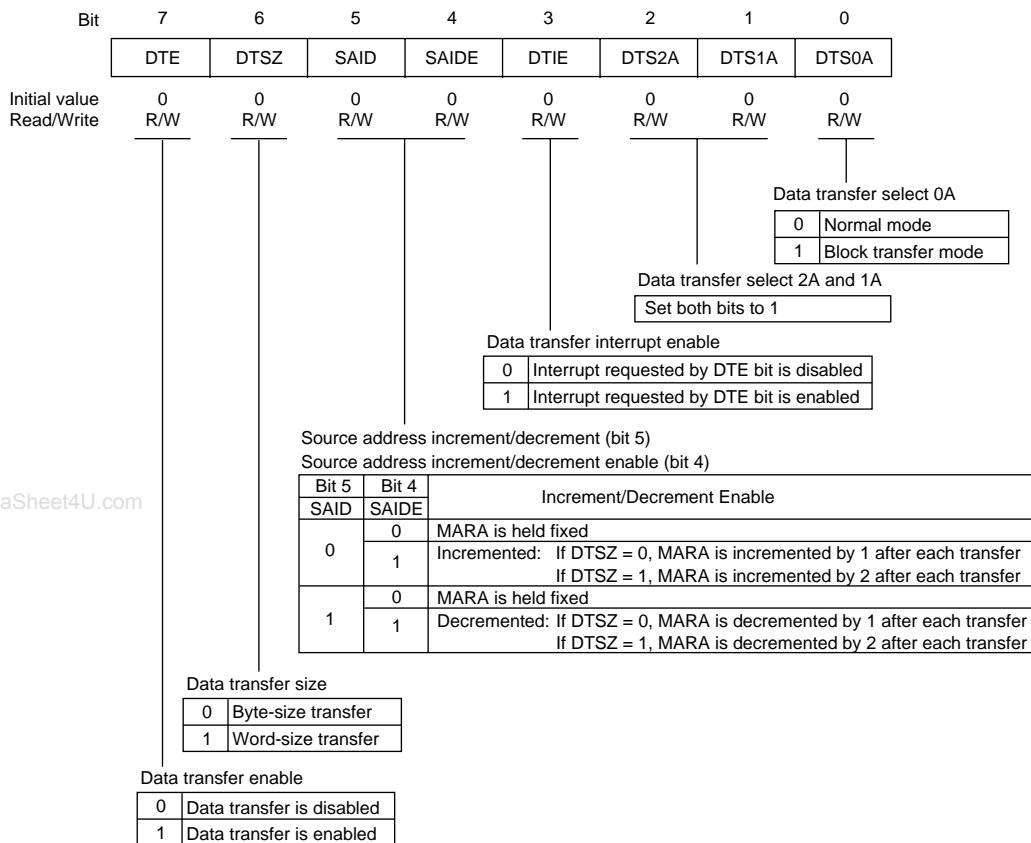 Bit 7 6 5 4 3 2 1 0
DTE DTSZ SAID SAIDE DTIE DTS2A DTS1A DTS0A
Initial value 0 0 0 0 0 0 0 0
Read/Write R/W R/W R/W R/W R/W R/W R/W R/W
Data transfer select 0A
0 Normal mode
1 Block transfer mode
Data transfer select 2A and 1A
Set both bits to 1
Data transfer interrupt enable
0 Interrupt requested by DTE bit is disabled
1 Interrupt requested by DTE bit is enabled
Source address increment/decrement (bit 5)
Source address increment/decrement enable (bit 4)
Bit 5 Bit 4 Increment/Decrement Enable
SAID SAIDE
0 0 MARA is held fixed
1 Incremented: If DTSZ = 0, MARA is incremented by 1 after each transfer
If DTSZ = 1, MARA is incremented by 2 after each transfer
1 0 MARA is held fixed
1 Decremented: If DTSZ = 0, MARA is decremented by 1 after each transfer
If DTSZ = 1, MARA is decremented by 2 after each transfer
aSheet4U.com
Data transfer size
0 Byte-size transfer
1 Word-size transfer
Data transfer enable
0 Data transfer is disabled
1 Data transfer is enabled